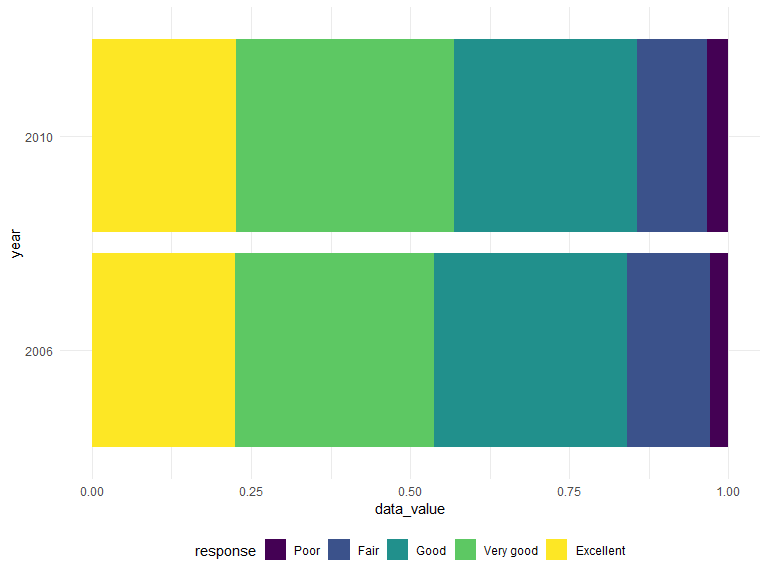 2010
year
2006
0.00 0.25 0.50 0.75 1.00
data_value
response Poor Fair Good Very good Excellent